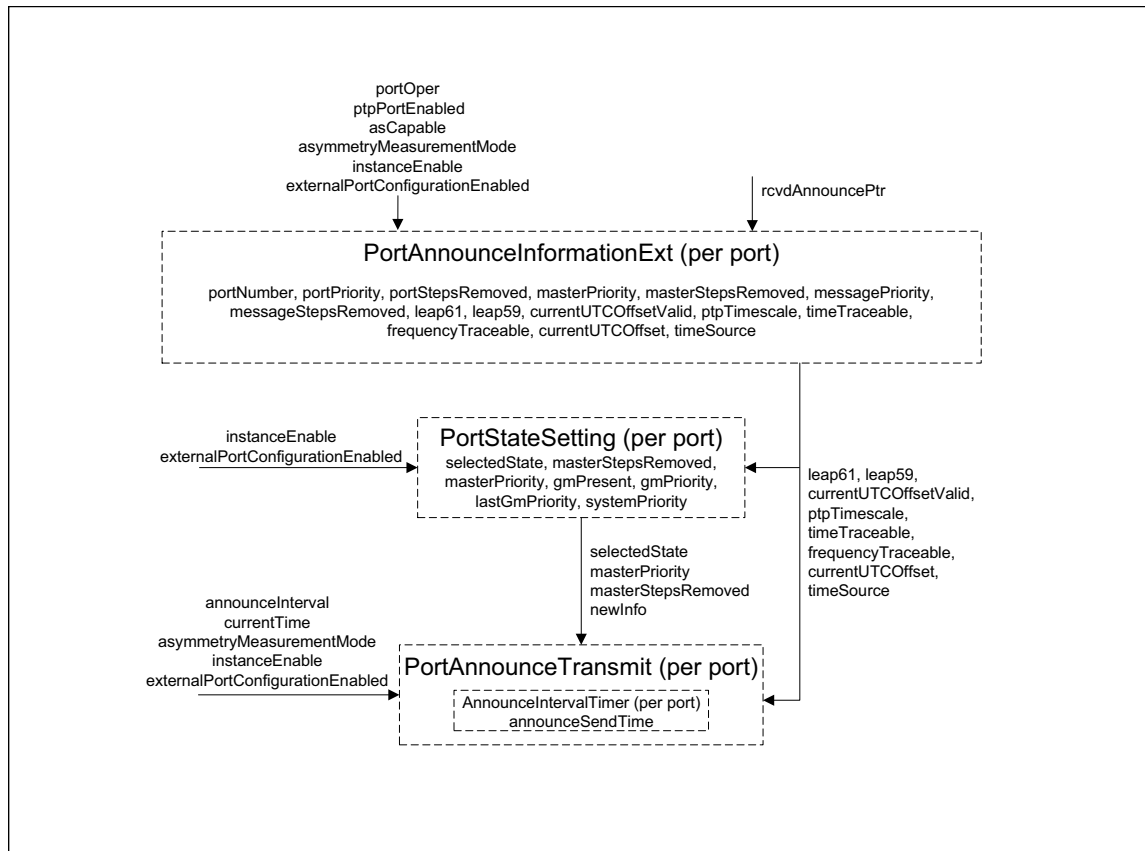 portOper
ptpPortEnabled
asCapable
asymmetryMeasurementMode
instanceEnable
externalPortConfigurationEnabled
rcvdAnnouncePtr
PortAnnounceInformationExt (per port)
portNumber, portPriority, portStepsRemoved, masterPriority, masterStepsRemoved, messagePriority,
messageStepsRemoved, leap61, leap59, currentUTCOffsetValid, ptpTimescale, timeTraceable,
frequencyTraceable, currentUTCOffset, timeSource
instanceEnable
externalPortConfigurationEnabled
PortStateSetting (per port)
selectedState, masterStepsRemoved,
masterPriority, gmPresent, gmPriority,
lastGmPriority, systemPriority
leap61, leap59,
currentUTCOffsetValid,
ptpTimescale,
timeTraceable,
frequencyTraceable,
currentUTCOffset,
timeSource
selectedState
masterPriority
masterStepsRemoved
newInfo
announceInterval
currentTime
asymmetryMeasurementMode
instanceEnable
externalPortConfigurationEnabled
PortAnnounceTransmit (per port)
AnnounceIntervalTimer (per port)
announceSendTime